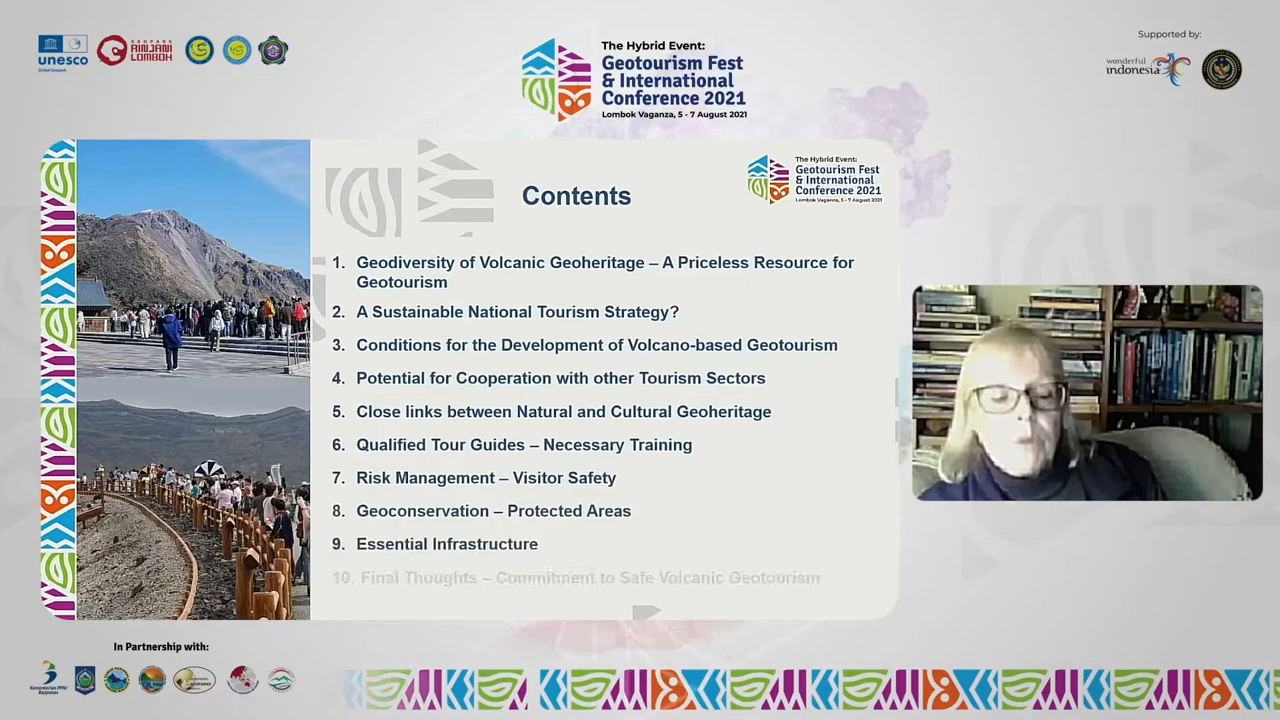 unesco
Global Geopark
GEOPARK
RINJANI
LOMBOK
The Hybrid Event:
Geotourism Fest
& International
Conference 2021
Lombok Vaganza, 5 - 7 August 2021
Supported by:
wonderful
indonesia
Contents
The Hybrid Event:
Geotourism Fest
& International
Conference 2021
Lombok Vaganza, 5 - 7 August 2021
1. Geodiversity of Volcanic Geoheritage – A Priceless Resource for
Geotourism
2. A Sustainable National Tourism Strategy?
3. Conditions for the Development of Volcano-based Geotourism
4. Potential for Cooperation with other Tourism Sectors
5. Close links between Natural and Cultural Geoheritage
6. Qualified Tour Guides – Necessary Training
7. Risk Management – Visitor Safety
8. Geoconservation – Protected Areas
9. Essential Infrastructure
10. Final Thoughts – Commitment to Safe Volcanic Geotourism
In Partnership with:
Kementerian PPN/
Bappenas